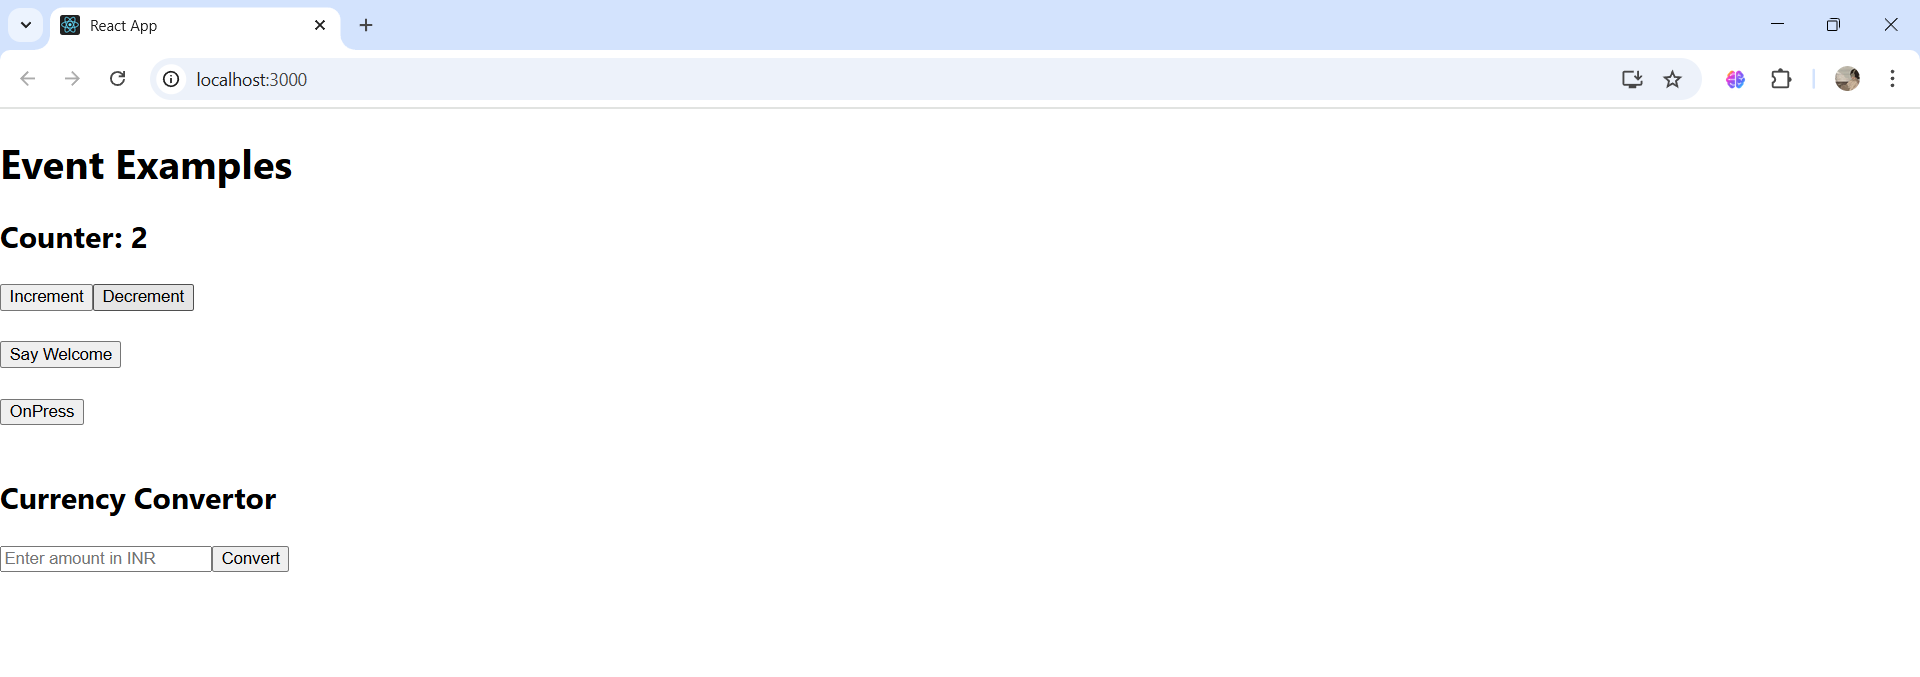 React App
localhost:3000
Event Examples
Counter: 2
Increment Decrement
Say Welcome
OnPress
Currency Convertor
Enter amount in INR Convert